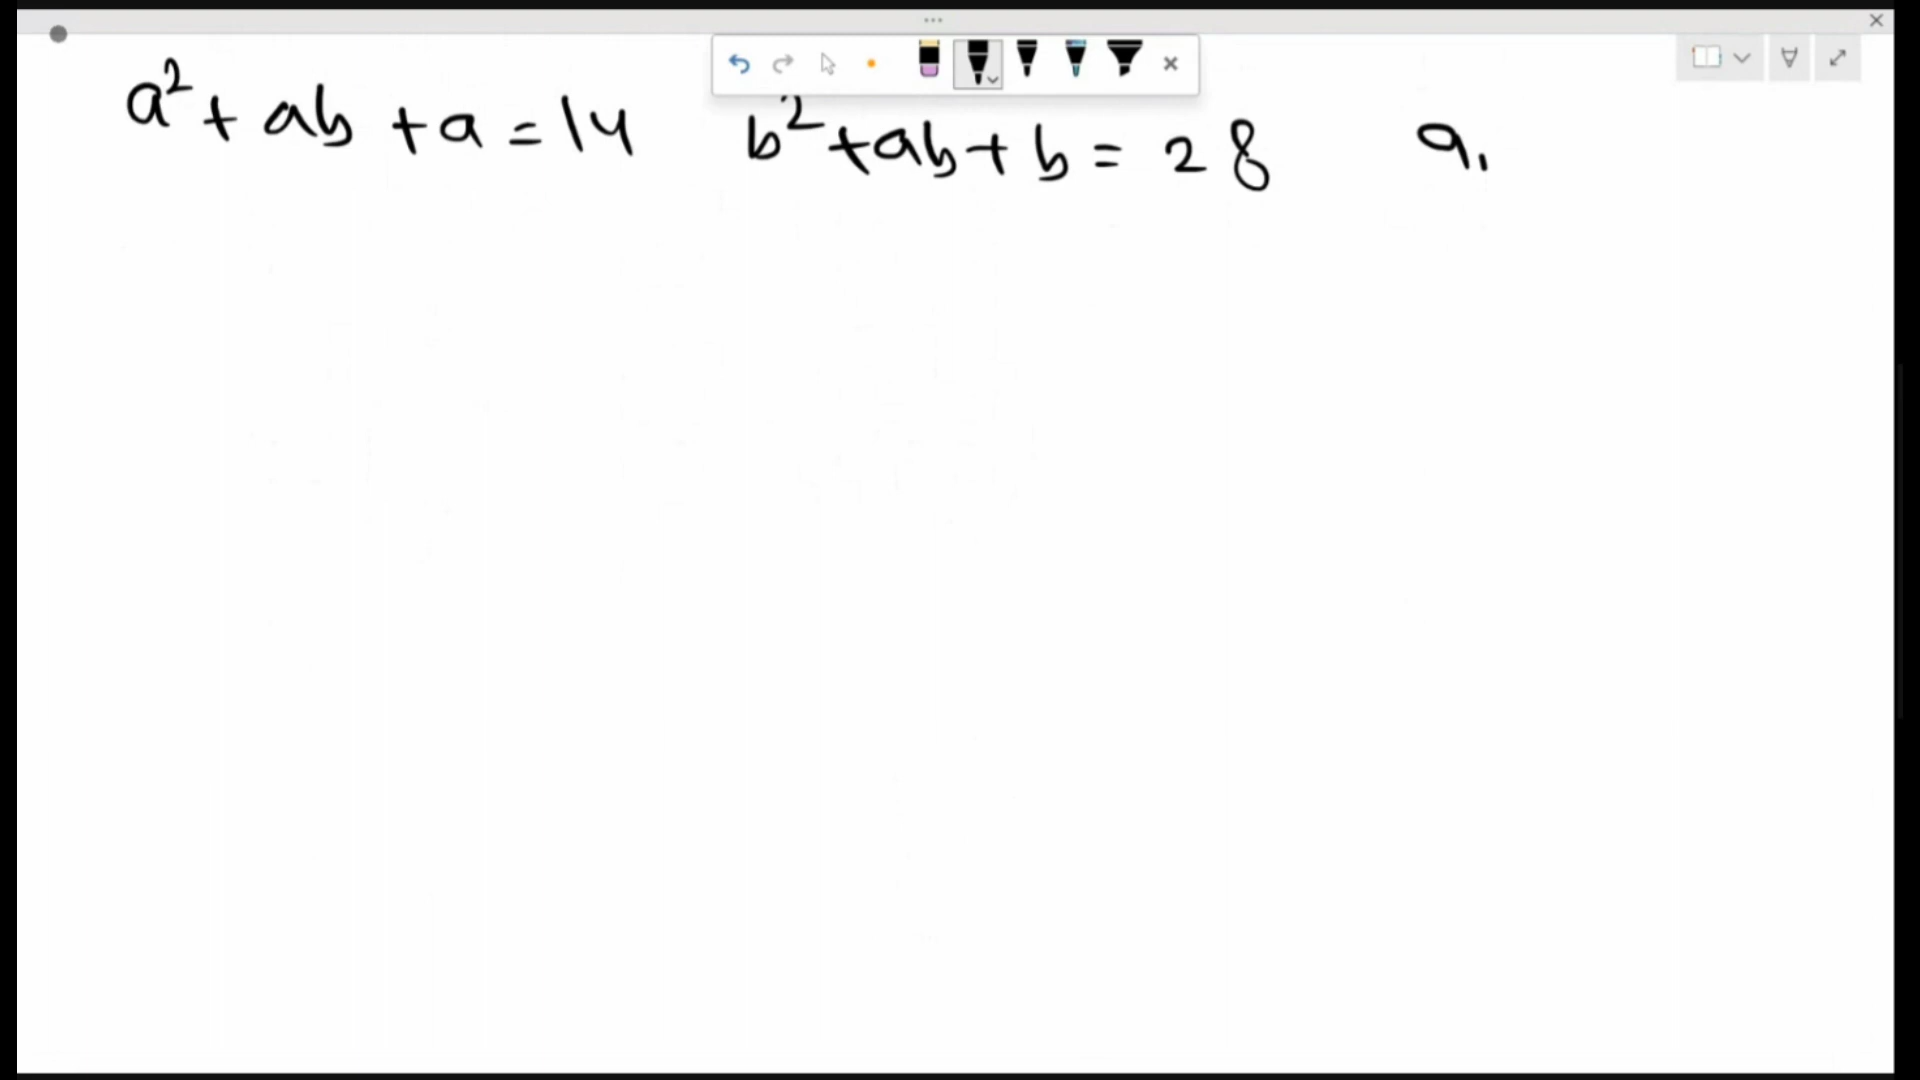 a² + ab + a = 14 b² + ab + b = 28 a,